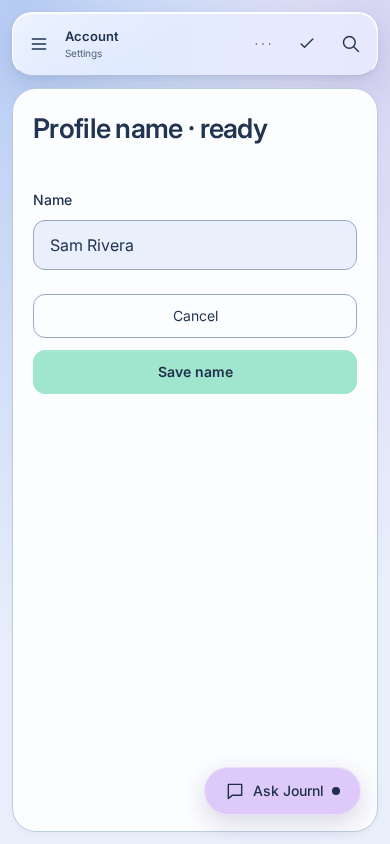 Account
Settings
Profile name · ready
Name
Sam Rivera
Cancel
Save name
Ask Journl